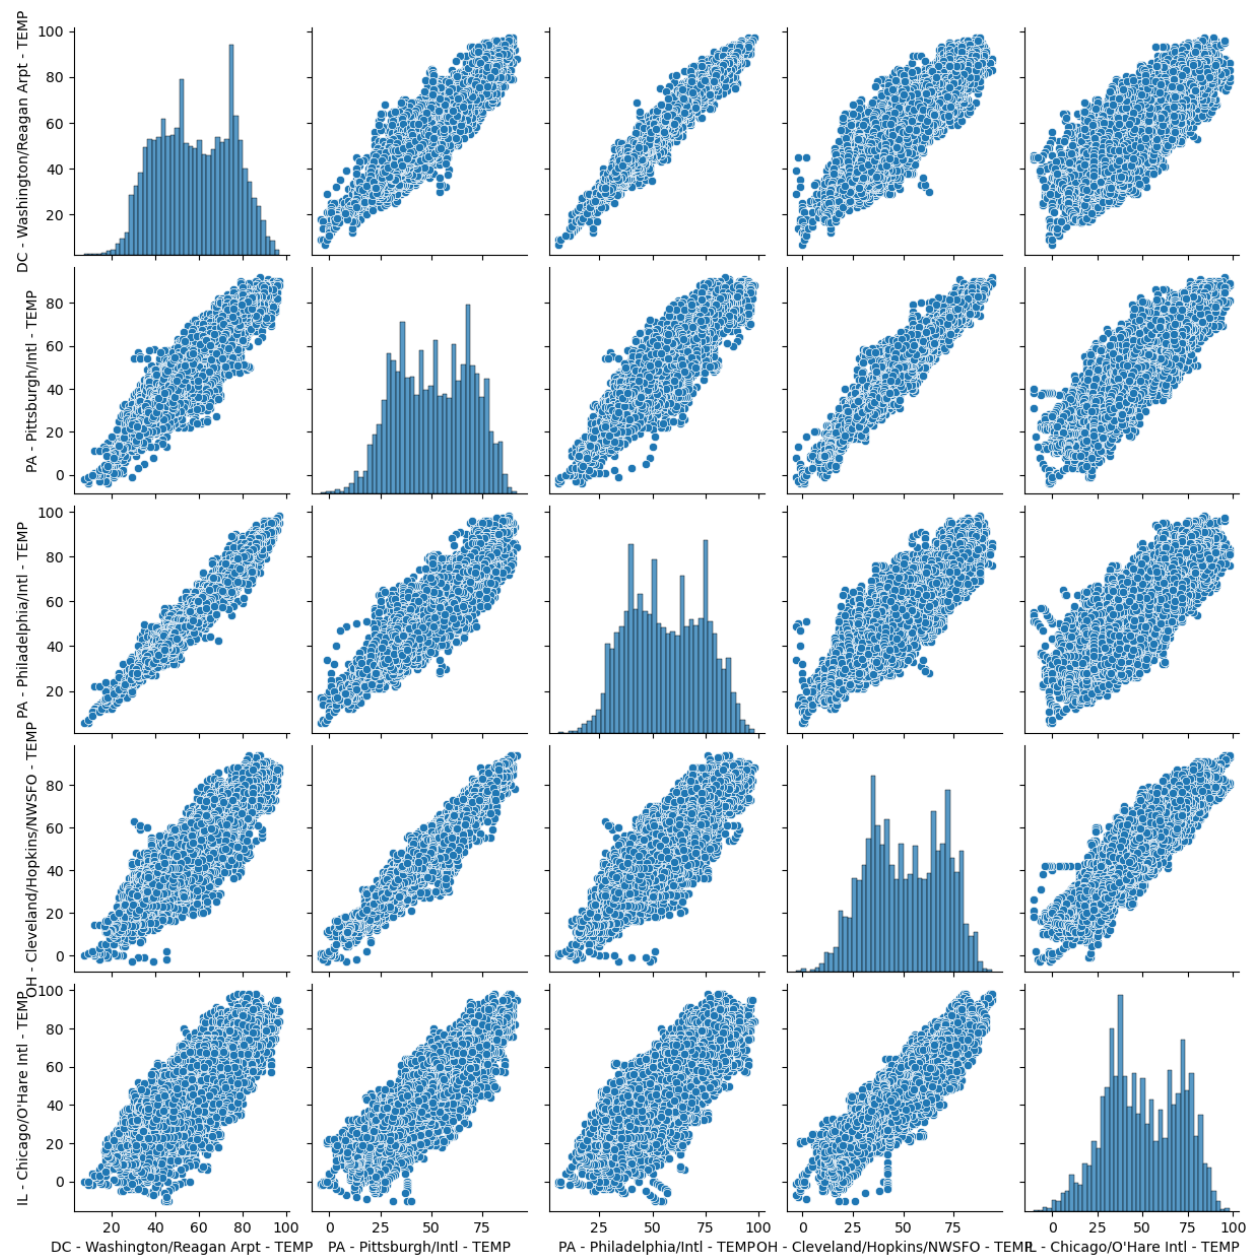 DC - Washington/Reagan Arpt - TEMP
100
80
60
40
20
PA - Pittsburgh/Intl - TEMP
80
60
40
20
0
PA - Philadelphia/Intl - TEMP
100
80
60
40
20
OH - Cleveland/Hopkins/NWSFO - TEMP
80
60
40
20
0
IL - Chicago/O'Hare Intl - TEMP
100
80
60
40
20
0
20 40 60 80 100
0 25 50 75
25 50 75 100
0 25 50 75
0 25 50 75 100
DC - Washington/Reagan Arpt - TEMP
PA - Pittsburgh/Intl - TEMP
PA - Philadelphia/Intl - TEMP
OH - Cleveland/Hopkins/NWSFO - TEMP
IL - Chicago/O'Hare Intl - TEMP